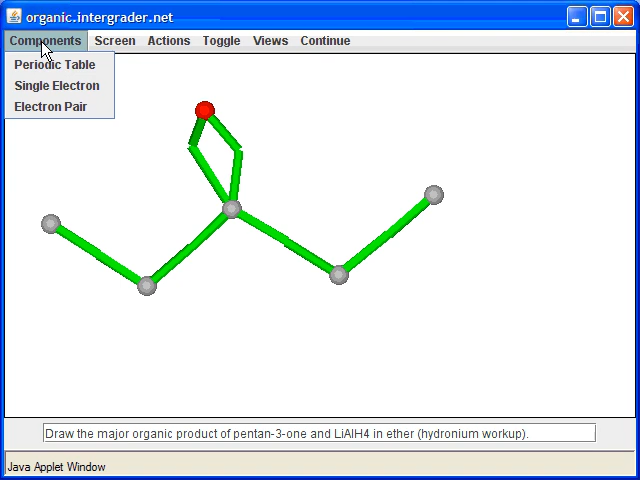 organic.intergrader.net
Components Screen Actions Toggle Views Continue
Periodic Table
Single Electron
Electron Pair
Draw the major organic product of pentan-3-one and LiAlH4 in ether (hydronium workup).
Java Applet Window